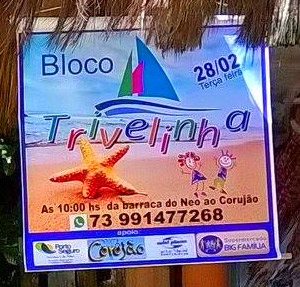 Bloco
28/02
Terça feira
Trivelinha
As 10:00 hs da barraca do Neo ao Corujão
73 991477268
apoio
Porto Seguro
Corujão
Supermercado
BIG FAMILIA